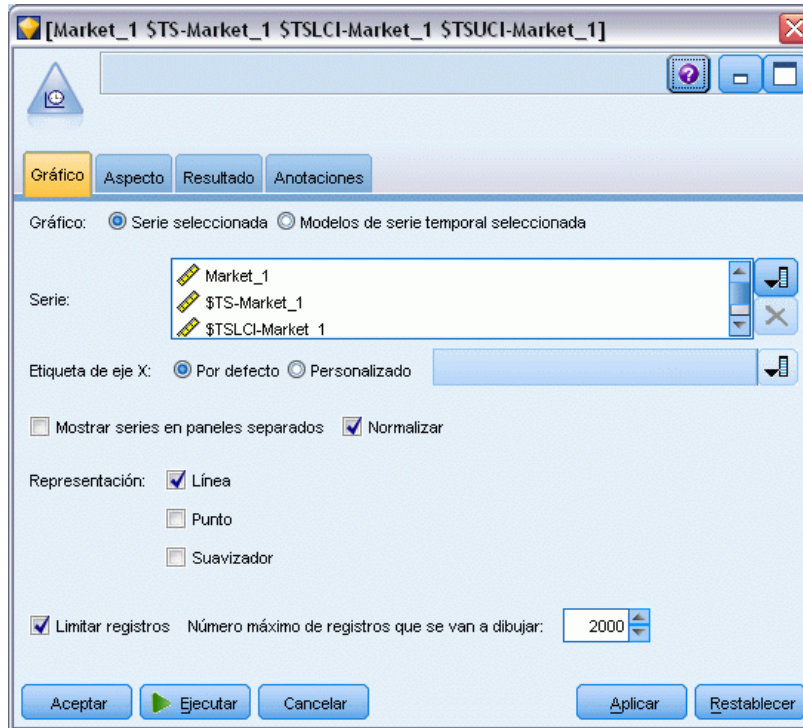 [Market_1 $TS-Market_1 $TSLCI-Market_1 $TSUCI-Market_1]
Gráfico Aspecto Resultado Anotaciones
Gráfico: Serie seleccionada Modelos de serie temporal seleccionada
Serie:
Market_1
$TS-Market_1
$TSLCI-Market_1
Etiqueta de eje X: Por defecto Personalizado
Mostrar series en paneles separados Normalizar
Representación: Línea
Punto
Suavizador
Limitar registros Número máximo de registros que se van a dibujar: 2000
Aceptar Ejecutar Cancelar Aplicar Restablecer